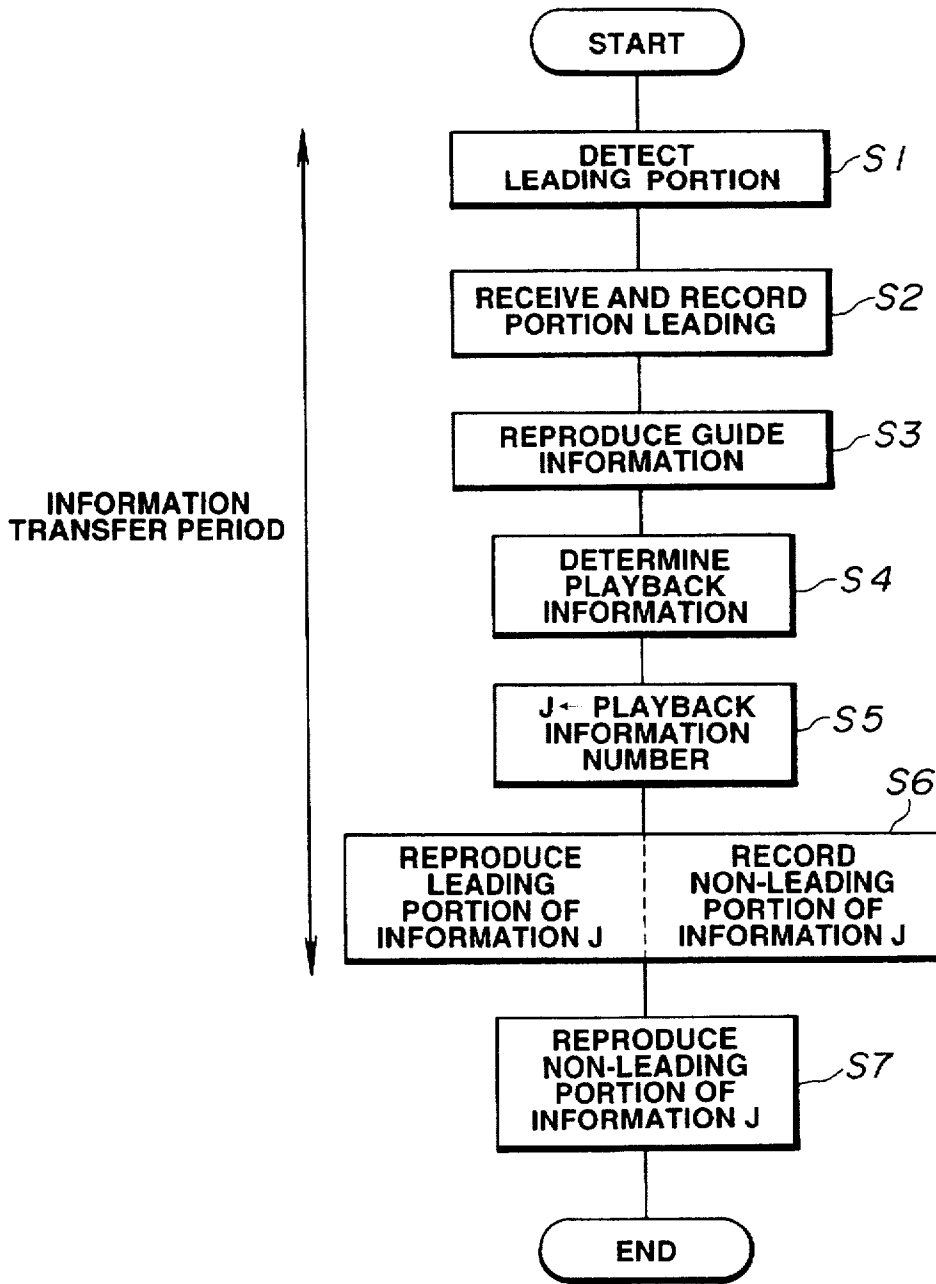 START
DETECT
LEADING PORTION
S1
RECEIVE AND RECORD
PORTION LEADING
S2
REPRODUCE GUIDE
INFORMATION
S3
INFORMATION
TRANSFER PERIOD
DETERMINE
PLAYBACK
INFORMATION
S4
J← PLAYBACK
INFORMATION
NUMBER
S5
S6
REPRODUCE
LEADING
PORTION OF
INFORMATION J
RECORD
NON-LEADING
PORTION OF
INFORMATION J
REPRODUCE
NON-LEADING
PORTION OF
INFORMATION J
S7
END